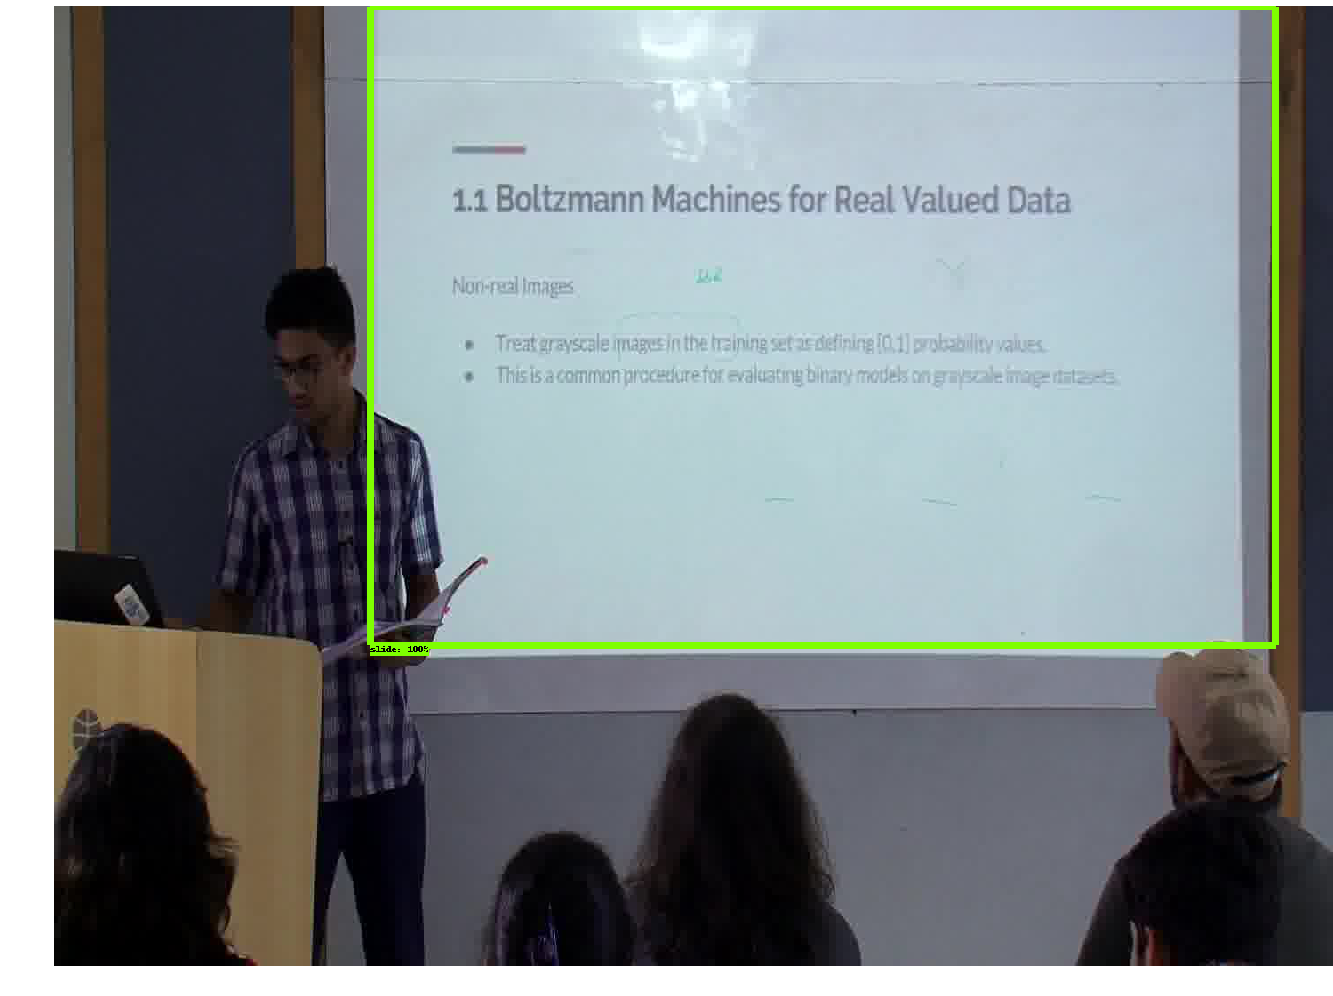 1.1 Boltzmann Machines for Real Valued Data
Non-real Images
● Treat grayscale images in the training set as defining [0,1] probability values.
● This is a common procedure for evaluating binary models on grayscale image datasets.
slide: 100%